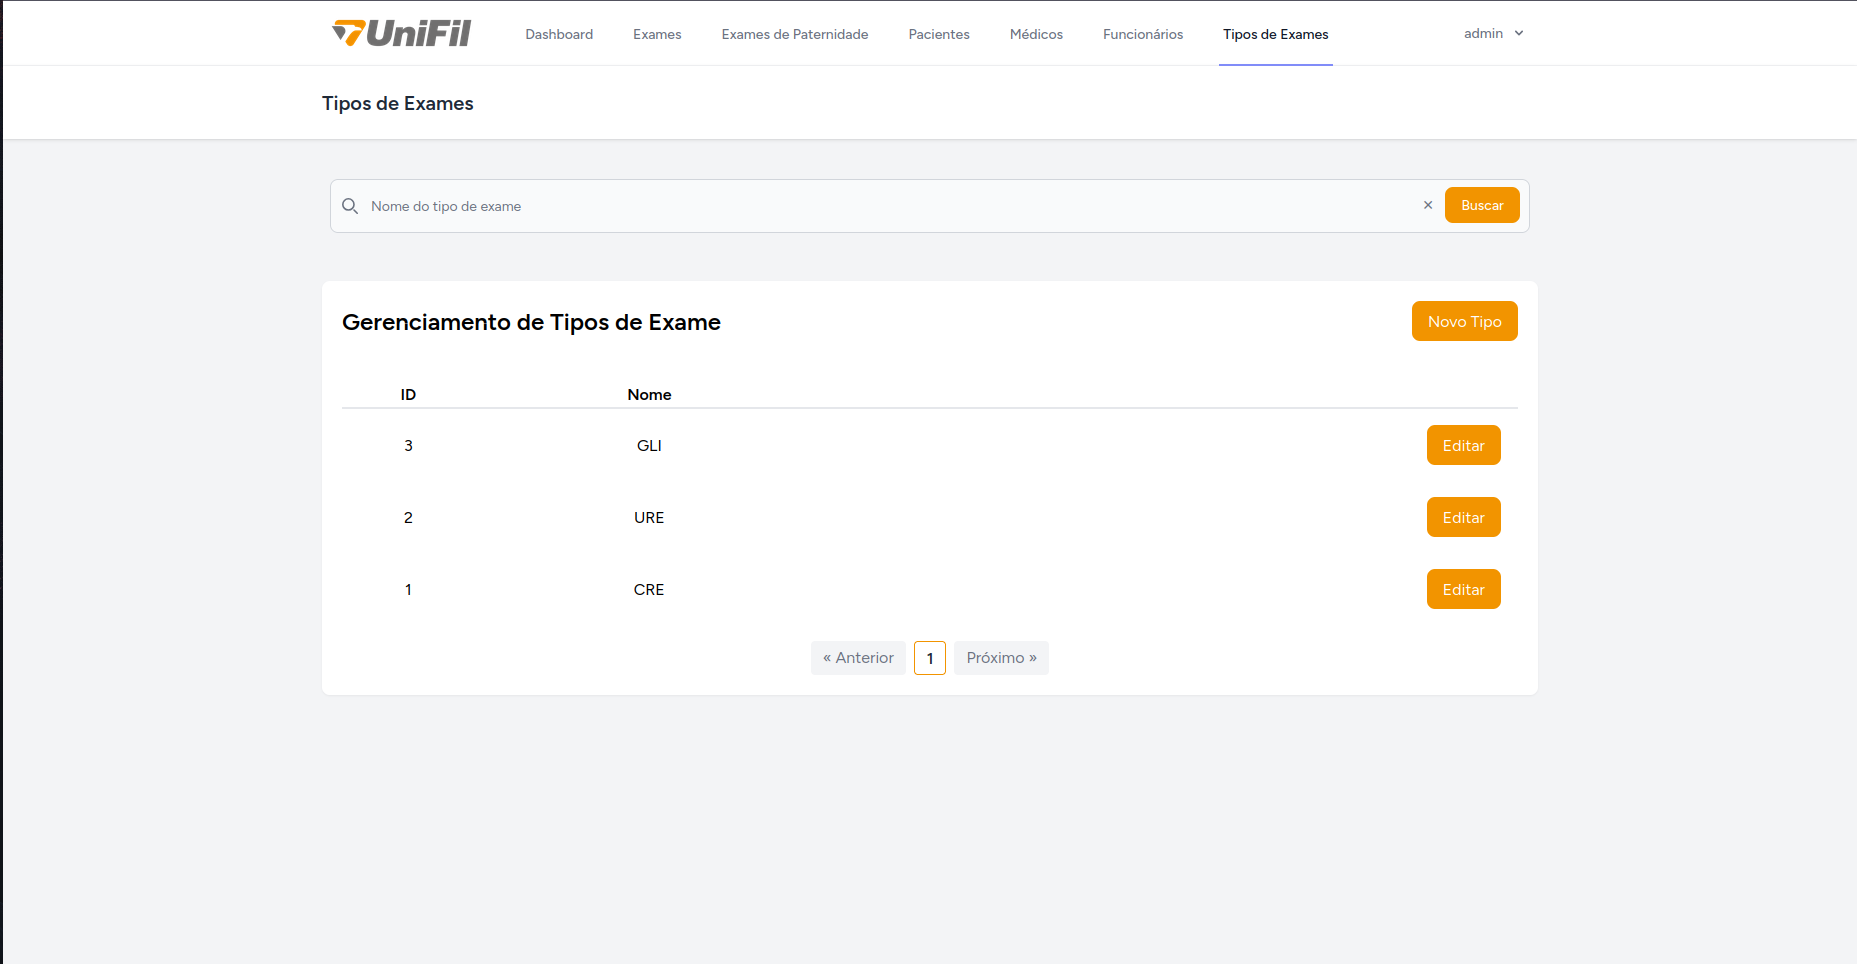 UniFil Dashboard Exames Exames de Paternidade Pacientes Médicos Funcionários Tipos de Exames admin
Tipos de Exames
Nome do tipo de exame × Buscar
Gerenciamento de Tipos de Exame Novo Tipo
ID Nome
3 GLI Editar
2 URE Editar
1 CRE Editar
« Anterior 1 Próximo »